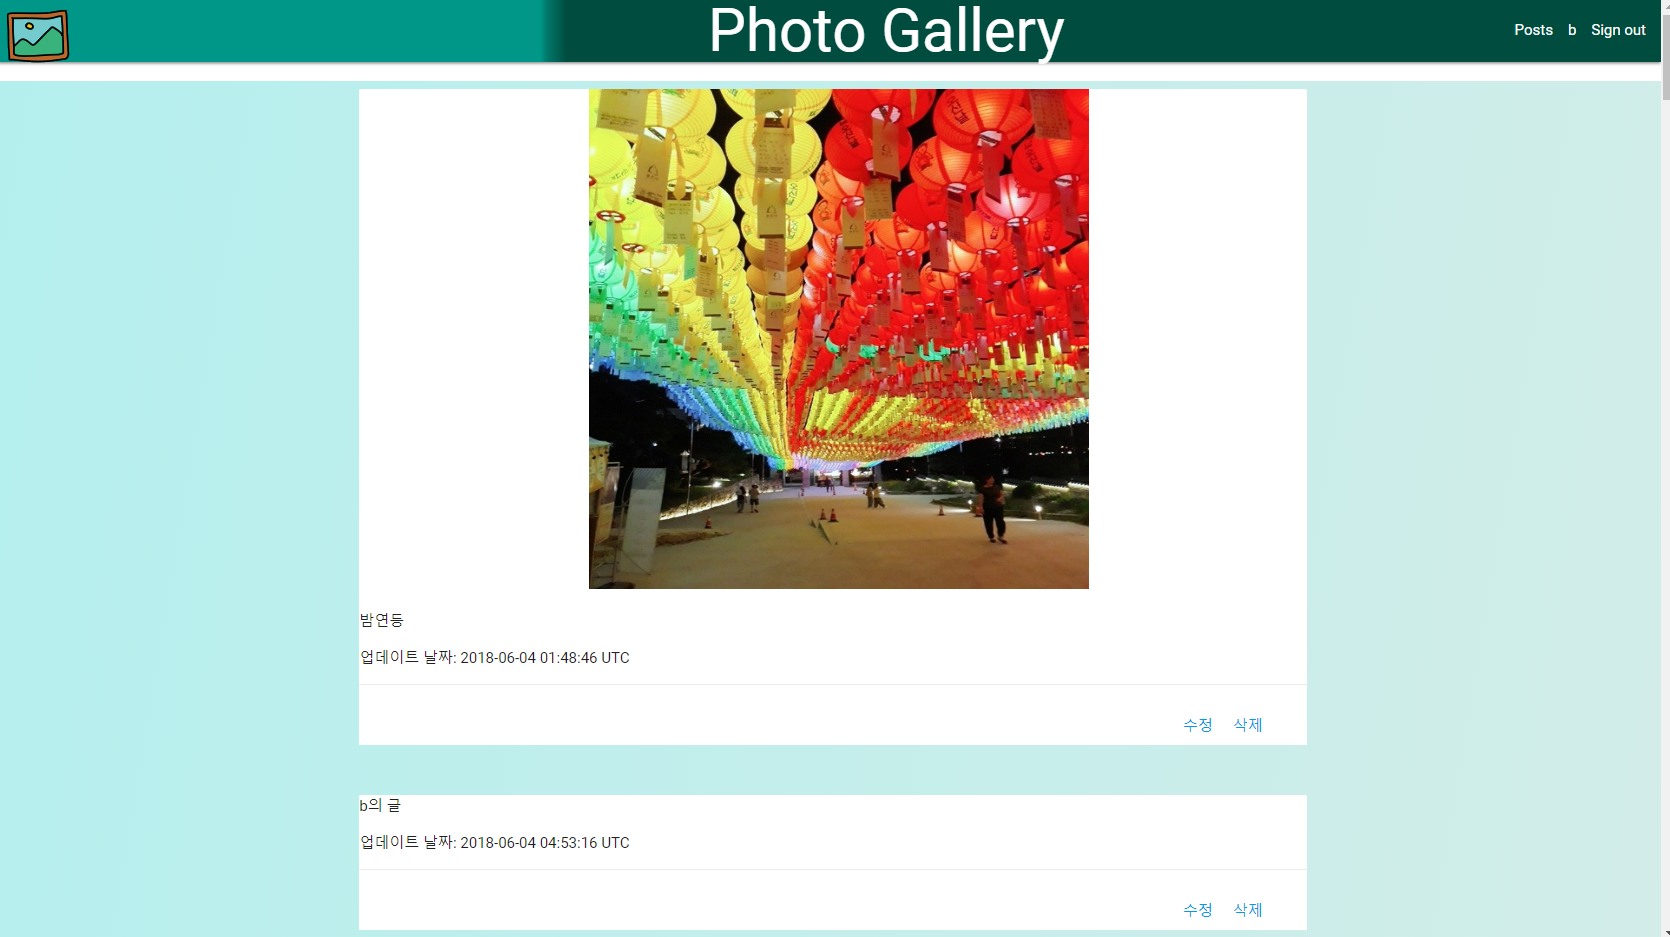 Photo Gallery
Posts b Sign out
밤연등
업데이트 날짜: 2018-06-04 01:48:46 UTC
수정 삭제
b의 글
업데이트 날짜: 2018-06-04 04:53:16 UTC
수정 삭제